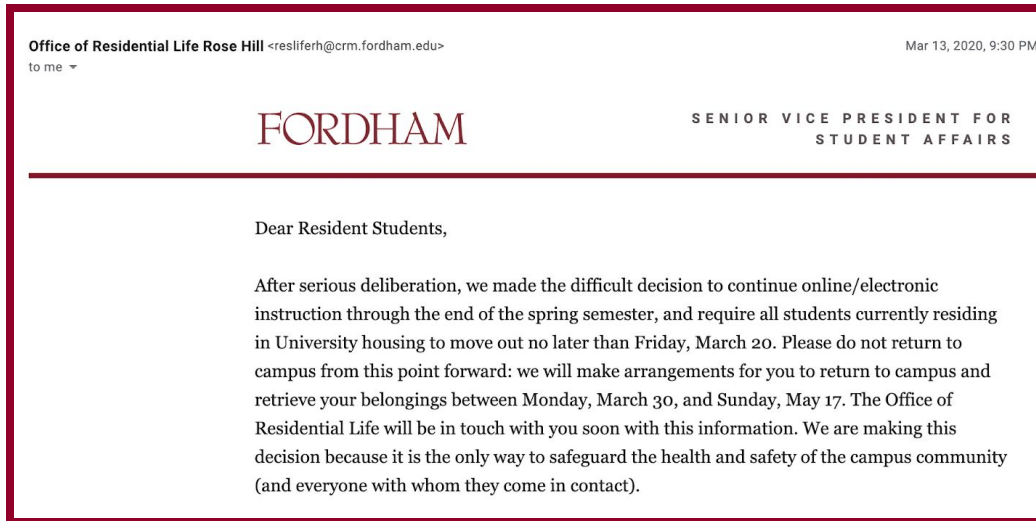 Office of Residential Life Rose Hill <resliferh@crm.fordham.edu> Mar 13, 2020, 9:30 PM
to me
FORDHAM
SENIOR VICE PRESIDENT FOR
STUDENT AFFAIRS
Dear Resident Students,
After serious deliberation, we made the difficult decision to continue online/electronic
instruction through the end of the spring semester, and require all students currently residing
in University housing to move out no later than Friday, March 20. Please do not return to
campus from this point forward: we will make arrangements for you to return to campus and
retrieve your belongings between Monday, March 30, and Sunday, May 17. The Office of
Residential Life will be in touch with you soon with this information. We are making this
decision because it is the only way to safeguard the health and safety of the campus community
(and everyone with whom they come in contact).